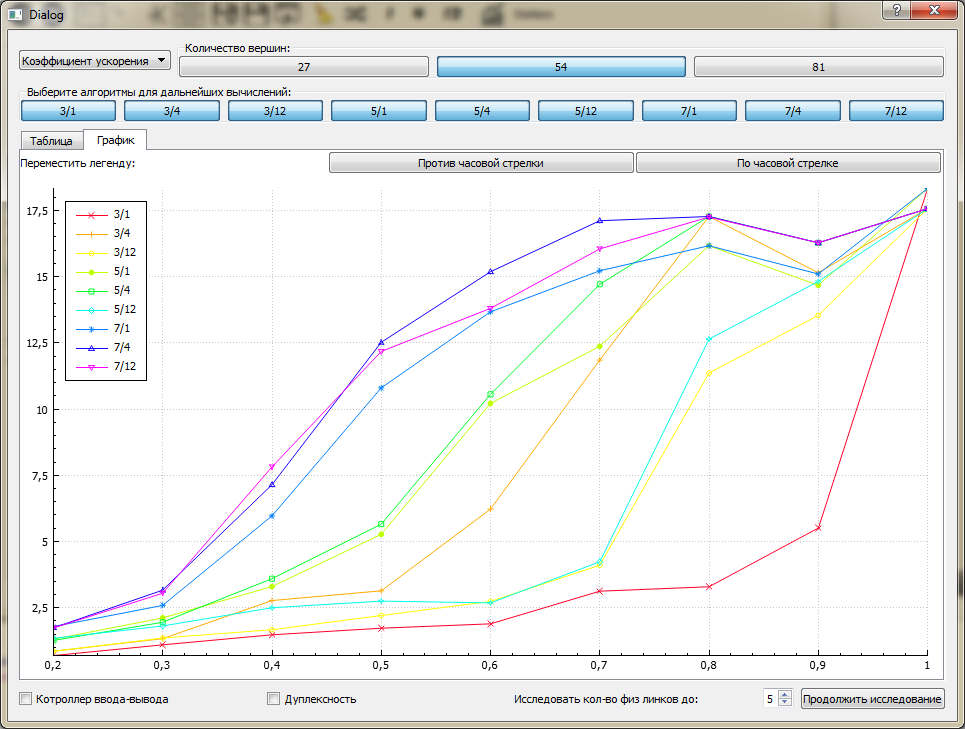 Dialog
Количество вершин:
Коэффициент ускорения
27 54 81
Выберите алгоритмы для дальнейших вычислений:
3/1 3/4 3/12 5/1 5/4 5/12 7/1 7/4 7/12
Таблица График
Переместить легенду: Против часовой стрелки По часовой стрелке
17,5
15
12,5
10
7,5
5
2,5
3/1
3/4
3/12
5/1
5/4
5/12
7/1
7/4
7/12
0,2 0,3 0,4 0,5 0,6 0,7 0,8 0,9 1
Котроллер ввода-вывода Дуплексность Исследовать кол-во физ линков до: 5 Продолжить исследование